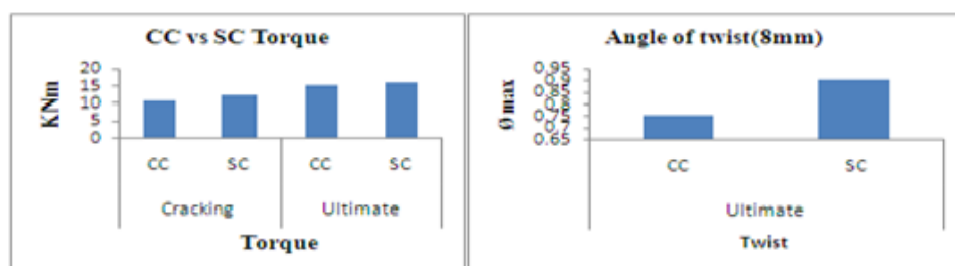 CC vs SC Torque
KNm
20
15
10
5
0
CC SC CC SC
Cracking Ultimate
Torque
Angle of twist(8mm)
Ømax
0.95
0.9
0.85
0.8
0.75
0.7
0.65
CC SC
Ultimate
Twist